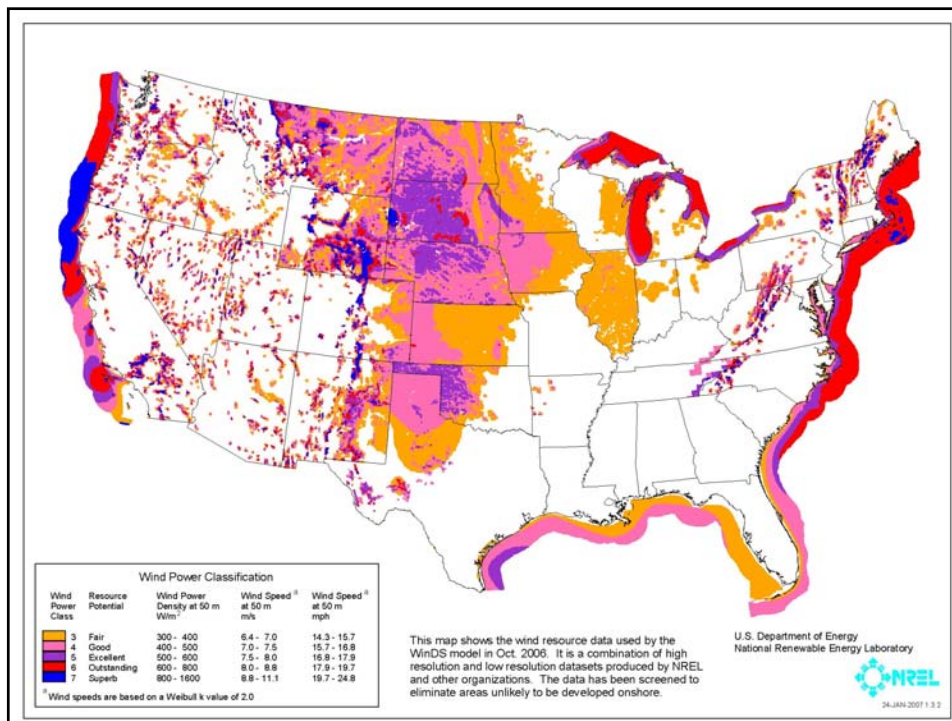 Wind Power Classification
Wind Resource Wind Power Wind Speed a Wind Speed a
Power Potential Density at 50 m at 50 m at 50 m
Class W/m2 m/s mph
3 Fair 300 - 400 6.4 - 7.0 14.3 - 15.7
4 Good 400 - 500 7.0 - 7.5 15.7 - 16.8
5 Excellent 500 - 600 7.5 - 8.0 16.8 - 17.9
6 Outstanding 600 - 800 8.0 - 8.8 17.9 - 19.7
7 Superb 800 - 1600 8.8 - 11.1 19.7 - 24.8
a Wind speeds are based on a Weibull k value of 2.0
This map shows the wind resource data used by the
WinDS model in Oct. 2006. It is a combination of high
resolution and low resolution datasets produced by NREL
and other organizations. The data has been screened to
eliminate areas unlikely to be developed onshore.
U.S. Department of Energy
National Renewable Energy Laboratory
NREL
24-JAN-2007 1.3.2